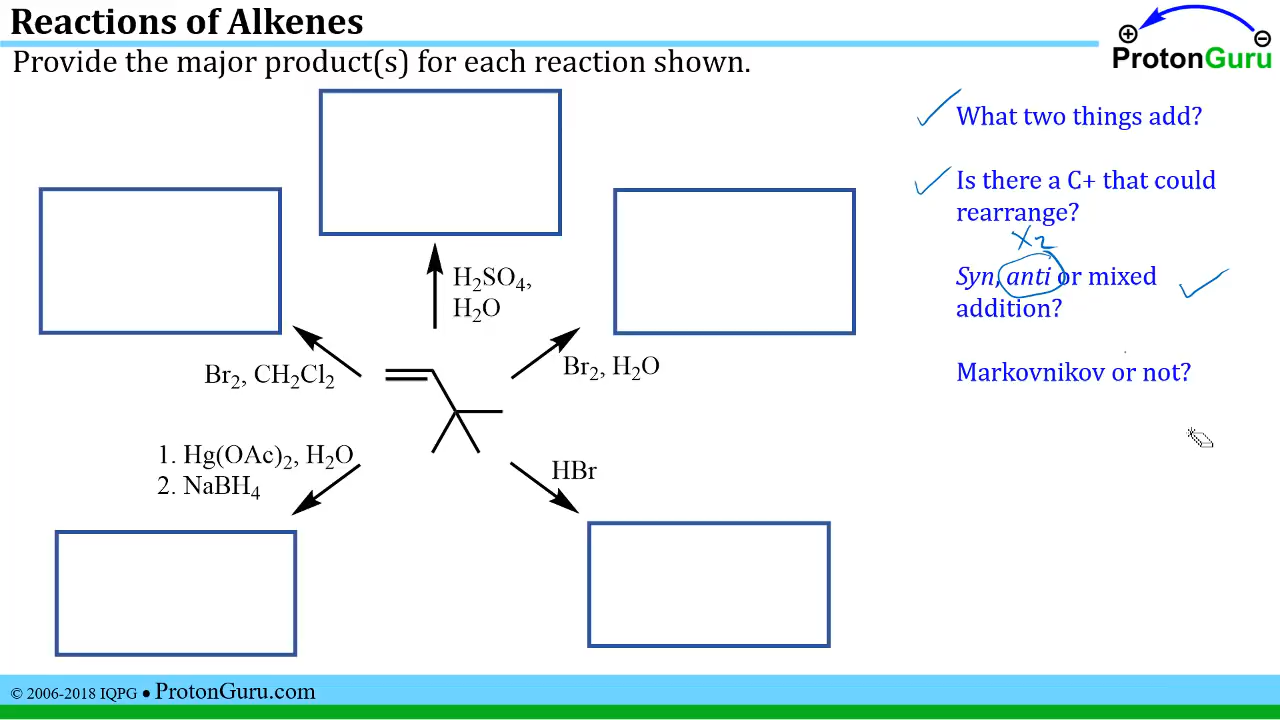 Reactions of Alkenes
Provide the major product(s) for each reaction shown.
⊕ ⊖
ProtonGuru
What two things add?
Is there a C+ that could
rearrange?
X2
Syn, anti or mixed
addition?
Markovnikov or not?
H2SO4,
H2O
Br2, CH2Cl2
Br2, H2O
1. Hg(OAc)2, H2O
2. NaBH4
HBr
© 2006-2018 IQPG ● ProtonGuru.com